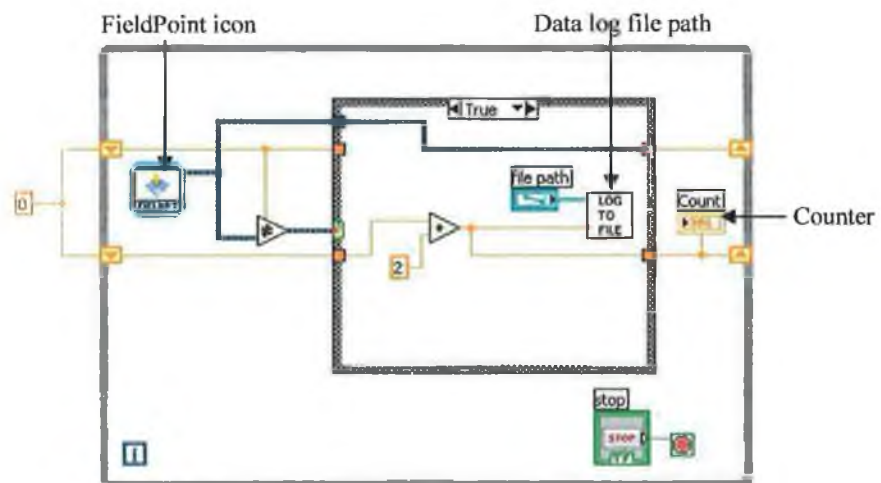 FieldPoint icon
Data log file path
True
file path
LOG
TO
FILE
Count
Counter
0
2
stop
STOP
i